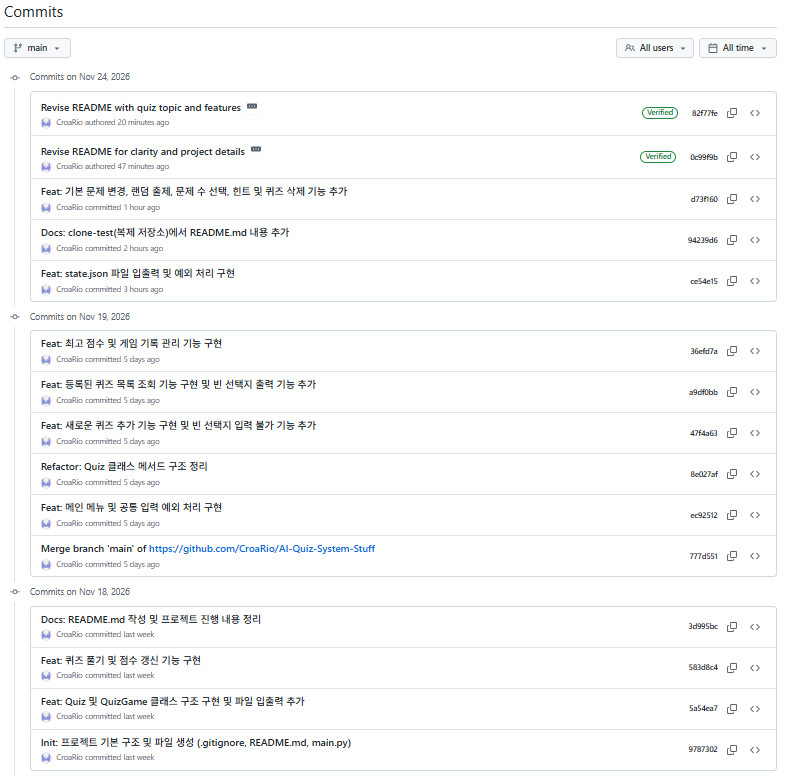 Commits
main
All users
All time
Commits on Nov 24, 2026
Revise README with quiz topic and features
Verified
82f77fe
CroaRio authored 20 minutes ago
Revise README for clarity and project details
Verified
0c99f9b
CroaRio authored 47 minutes ago
Feat: 기본 문제 변경, 랜덤 출제, 문제 수 선택, 힌트 및 퀴즈 삭제 기능 추가
d73f160
CroaRio committed 1 hour ago
Docs: clone-test(복제 저장소)에서 README.md 내용 추가
94239d6
CroaRio committed 2 hours ago
Feat: state.json 파일 입출력 및 예외 처리 구현
ce54e15
CroaRio committed 3 hours ago
Commits on Nov 19, 2026
Feat: 최고 점수 및 게임 기록 관리 기능 구현
36efd7a
CroaRio committed 5 days ago
Feat: 등록된 퀴즈 목록 조회 기능 구현 및 빈 선택지 출력 기능 추가
a9df0bb
CroaRio committed 5 days ago
Feat: 새로운 퀴즈 추가 기능 구현 및 빈 선택지 입력 불가 기능 추가
47f4a63
CroaRio committed 5 days ago
Refactor: Quiz 클래스 메서드 구조 정리
8e027af
CroaRio committed 5 days ago
Feat: 메인 메뉴 및 공통 입력 예외 처리 구현
ec92512
CroaRio committed 5 days ago
Merge branch 'main' of https://github.com/CroaRio/AI-Quiz-System-Stuff
777d551
CroaRio committed 5 days ago
Commits on Nov 18, 2026
Docs: README.md 작성 및 프로젝트 진행 내용 정리
3d995bc
CroaRio committed last week
Feat: 퀴즈 풀기 및 점수 갱신 기능 구현
583d8c4
CroaRio committed last week
Feat: Quiz 및 QuizGame 클래스 구조 구현 및 파일 입출력 추가
5a54ea7
CroaRio committed last week
Init: 프로젝트 기본 구조 및 파일 생성 (.gitignore, README.md, main.py)
9787302
CroaRio committed last week